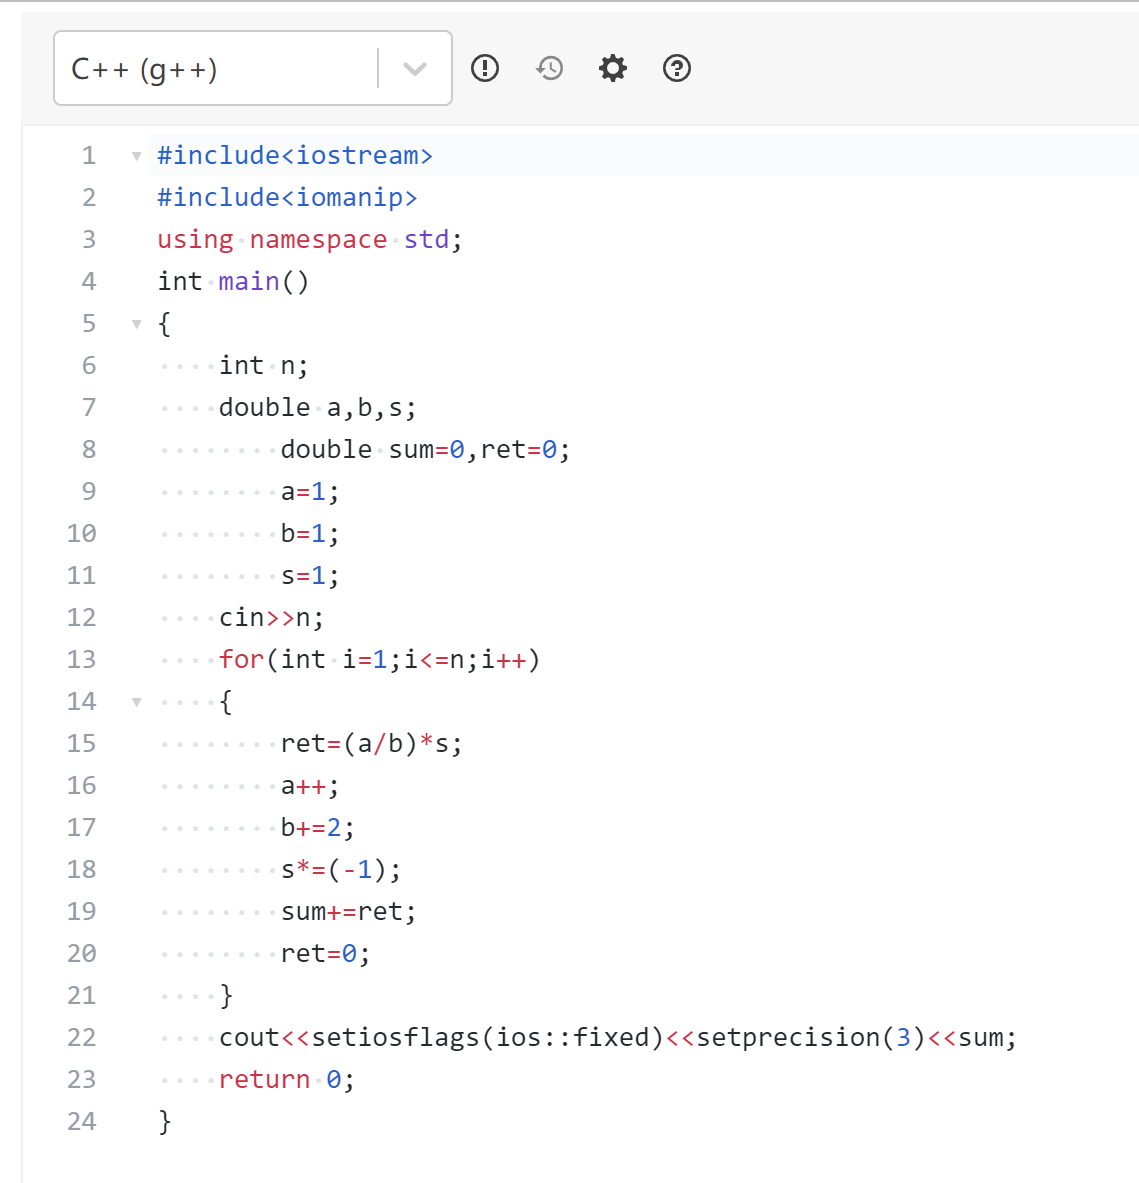 C++ (g++)
1 #include<iostream>
2 #include<iomanip>
3 using namespace std;
4 int main()
5 {
6     int n;
7     double a,b,s;
8         double sum=0,ret=0;
9         a=1;
10         b=1;
11         s=1;
12     cin>>n;
13     for(int i=1;i<=n;i++)
14     {
15         ret=(a/b)*s;
16         a++;
17         b+=2;
18         s*=(-1);
19         sum+=ret;
20         ret=0;
21     }
22     cout<<setiosflags(ios::fixed)<<setprecision(3)<<sum;
23     return 0;
24 }